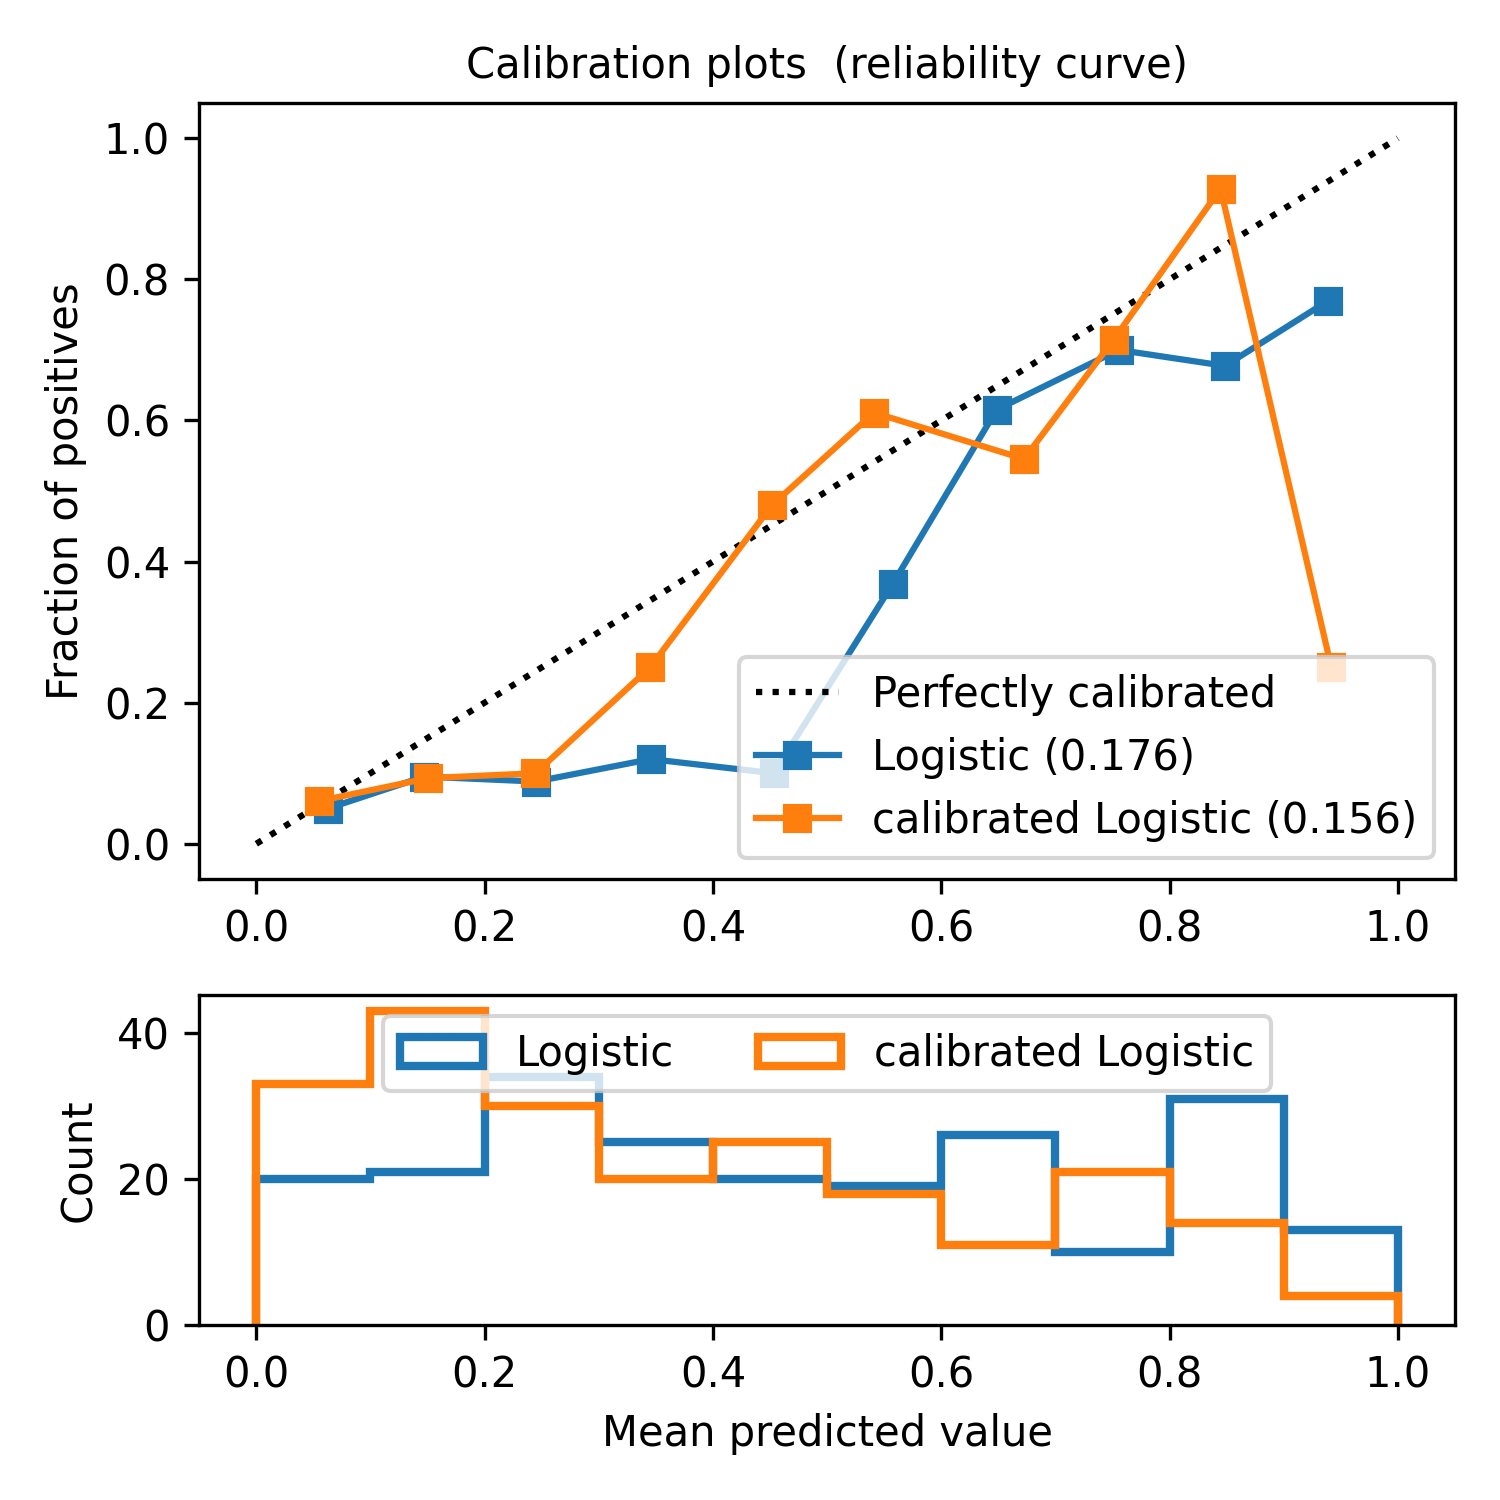 Calibration plots  (reliability curve)
1.0
0.8
0.6
0.4
0.2
0.0
Fraction of positives
Perfectly calibrated
Logistic (0.176)
calibrated Logistic (0.156)
0.0 0.2 0.4 0.6 0.8 1.0
40
20
0
Count
Logistic calibrated Logistic
0.0 0.2 0.4 0.6 0.8 1.0
Mean predicted value